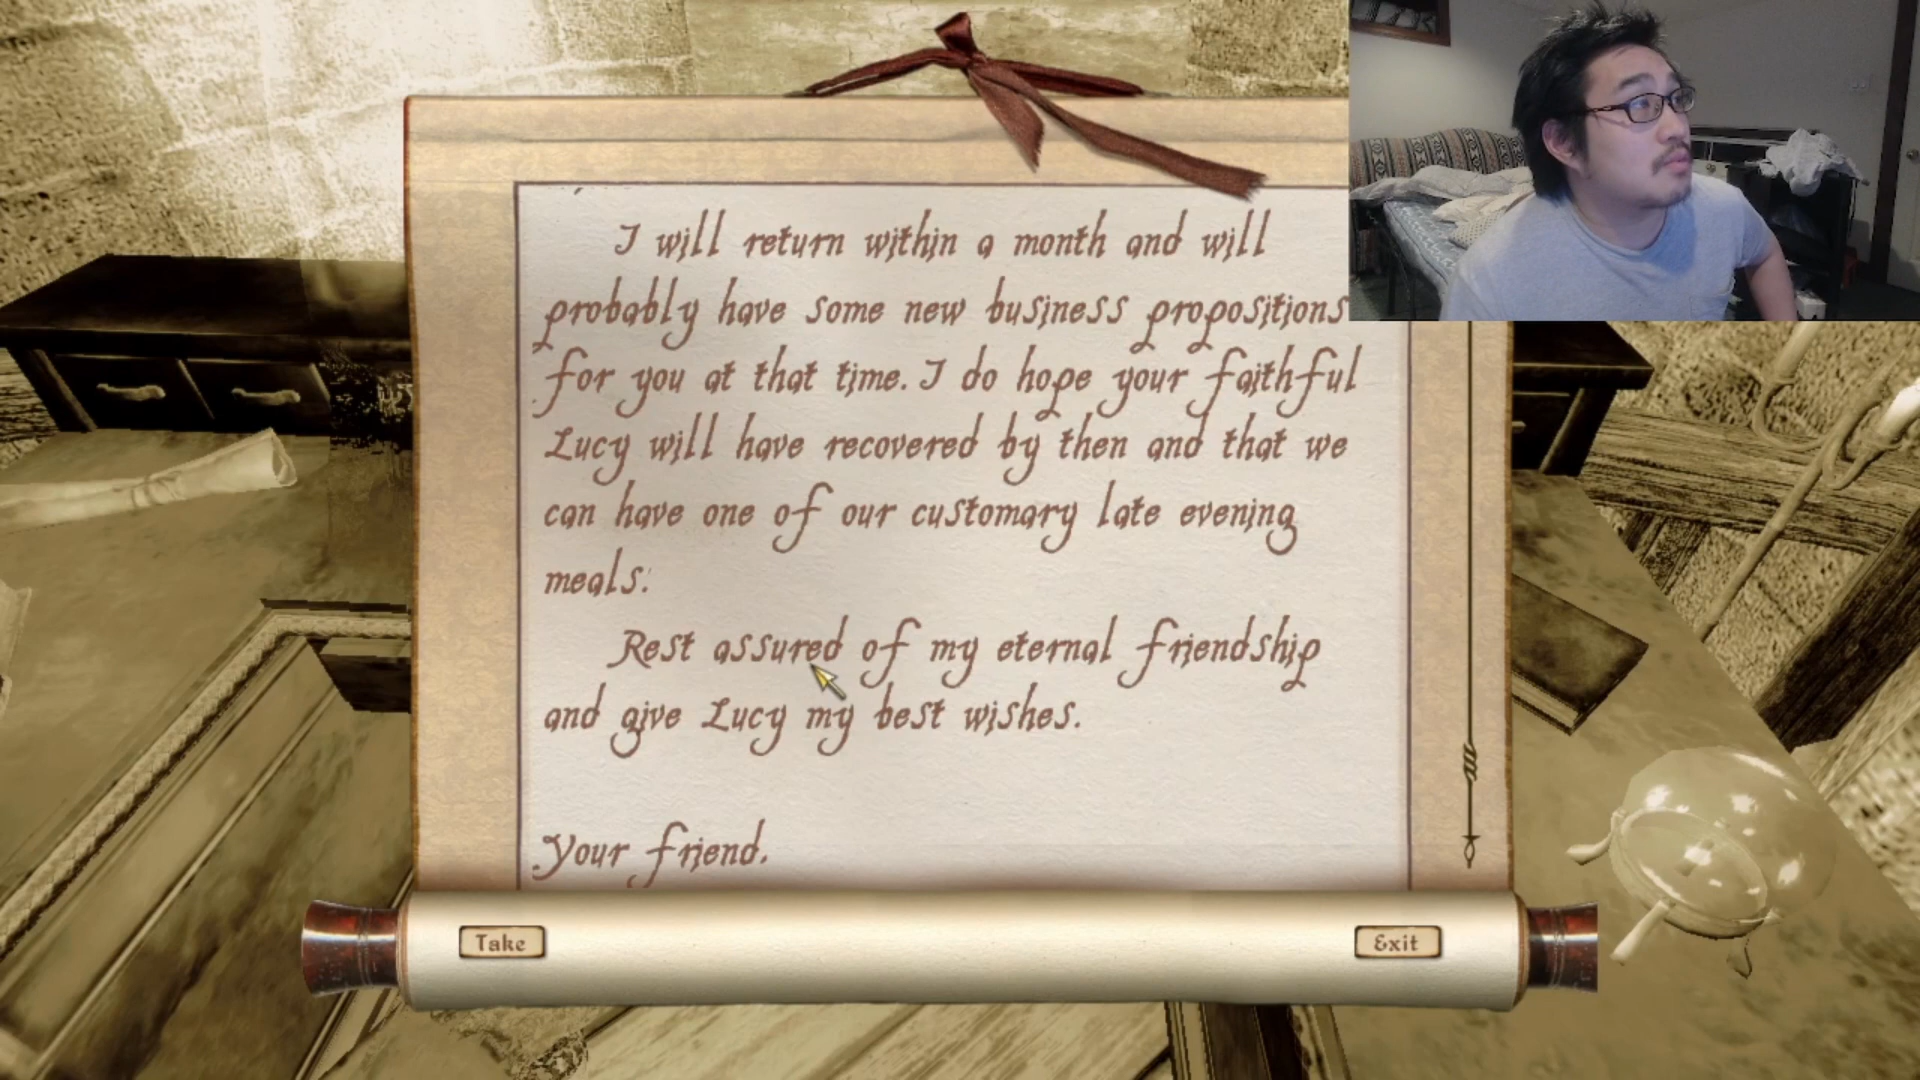 I will return within a month and will
probably have some new business propositions
for you at that time. I do hope your faithful
Lucy will have recovered by then and that we
can have one of our customary late evening
meals.
Rest assured of my eternal friendship
and give Lucy my best wishes.
Your friend.
Take
Exit